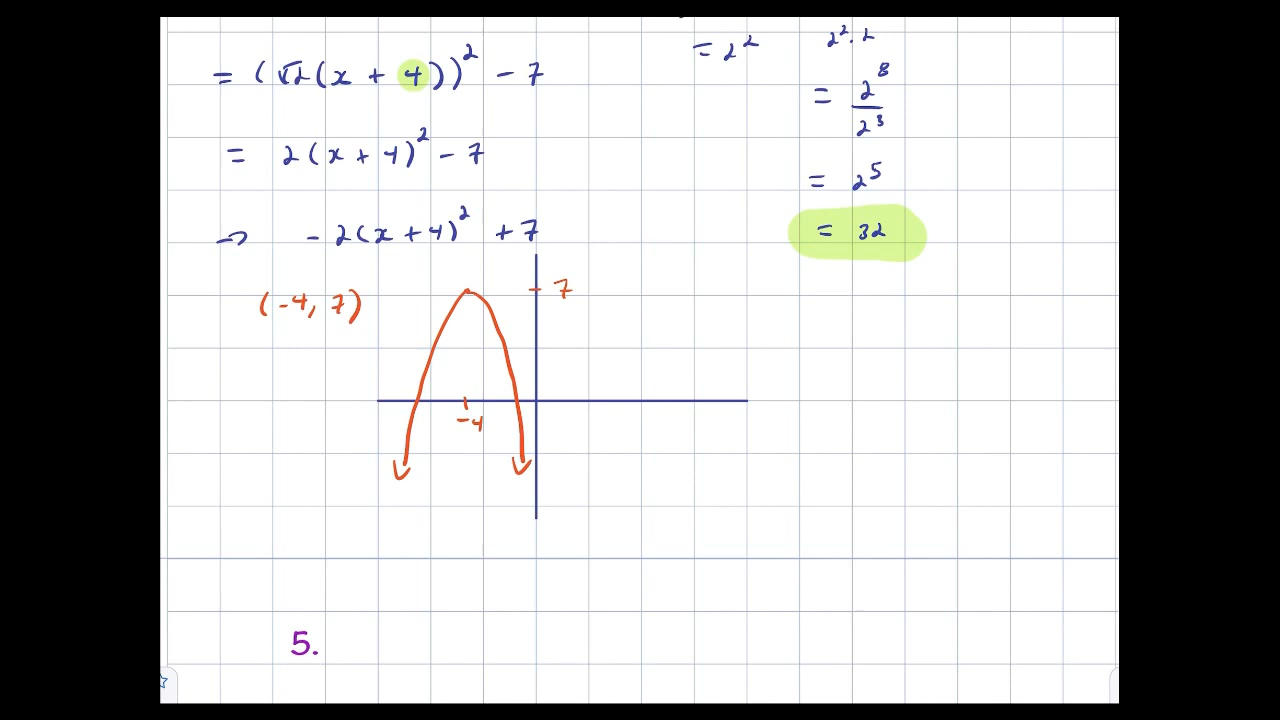 = (√2(x + 4))² - 7
= 2(x + 4)² - 7
→ - 2(x + 4)² + 7
(-4, 7)
7
-4
= 2²
2² · 2
= 2⁸ / 2³
= 2⁵
= 32
5.